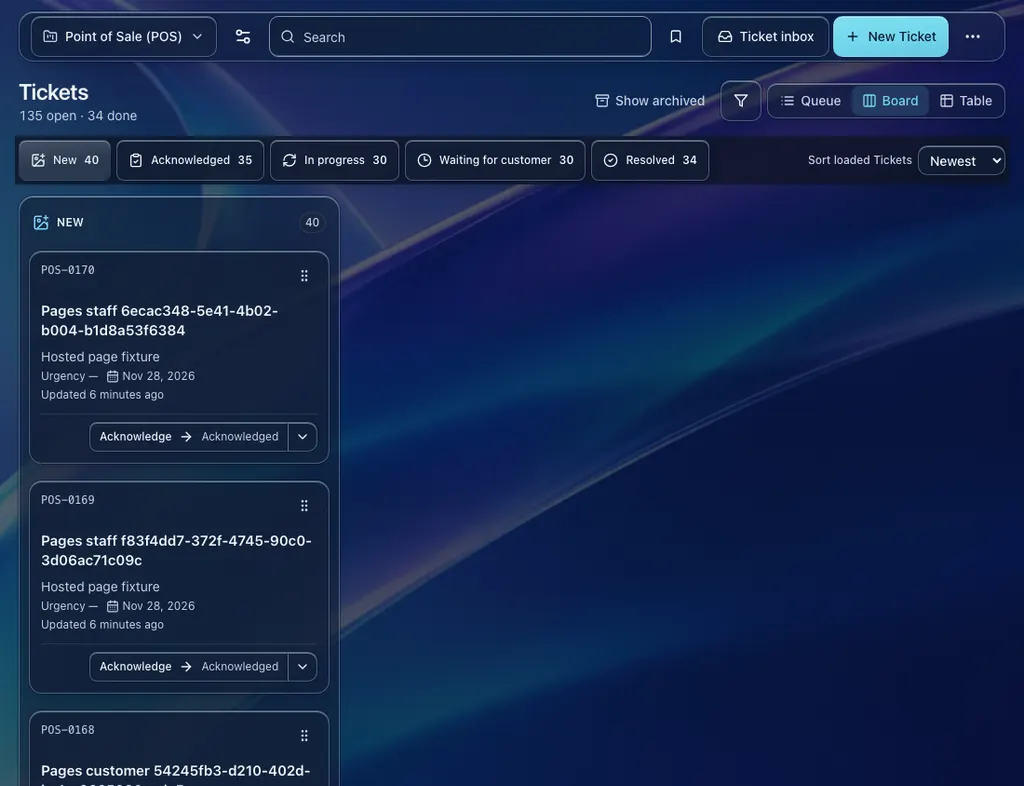 Point of Sale (POS)
Search
Ticket inbox
New Ticket
Tickets
135 open · 34 done
Show archived
Queue
Board
Table
New 40
Acknowledged 35
In progress 30
Waiting for customer 30
Resolved 34
Sort loaded Tickets
Newest
NEW
40
POS-0170
Pages staff 6ecac348-5e41-4b02-
b004-b1d8a53f6384
Hosted page fixture
Urgency — Nov 28, 2026
Updated 6 minutes ago
Acknowledge → Acknowledged
POS-0169
Pages staff f83f4dd7-372f-4745-90c0-
3d06ac71c09c
Hosted page fixture
Urgency — Nov 28, 2026
Updated 6 minutes ago
Acknowledge → Acknowledged
POS-0168
Pages customer 54245fb3-d210-402d-